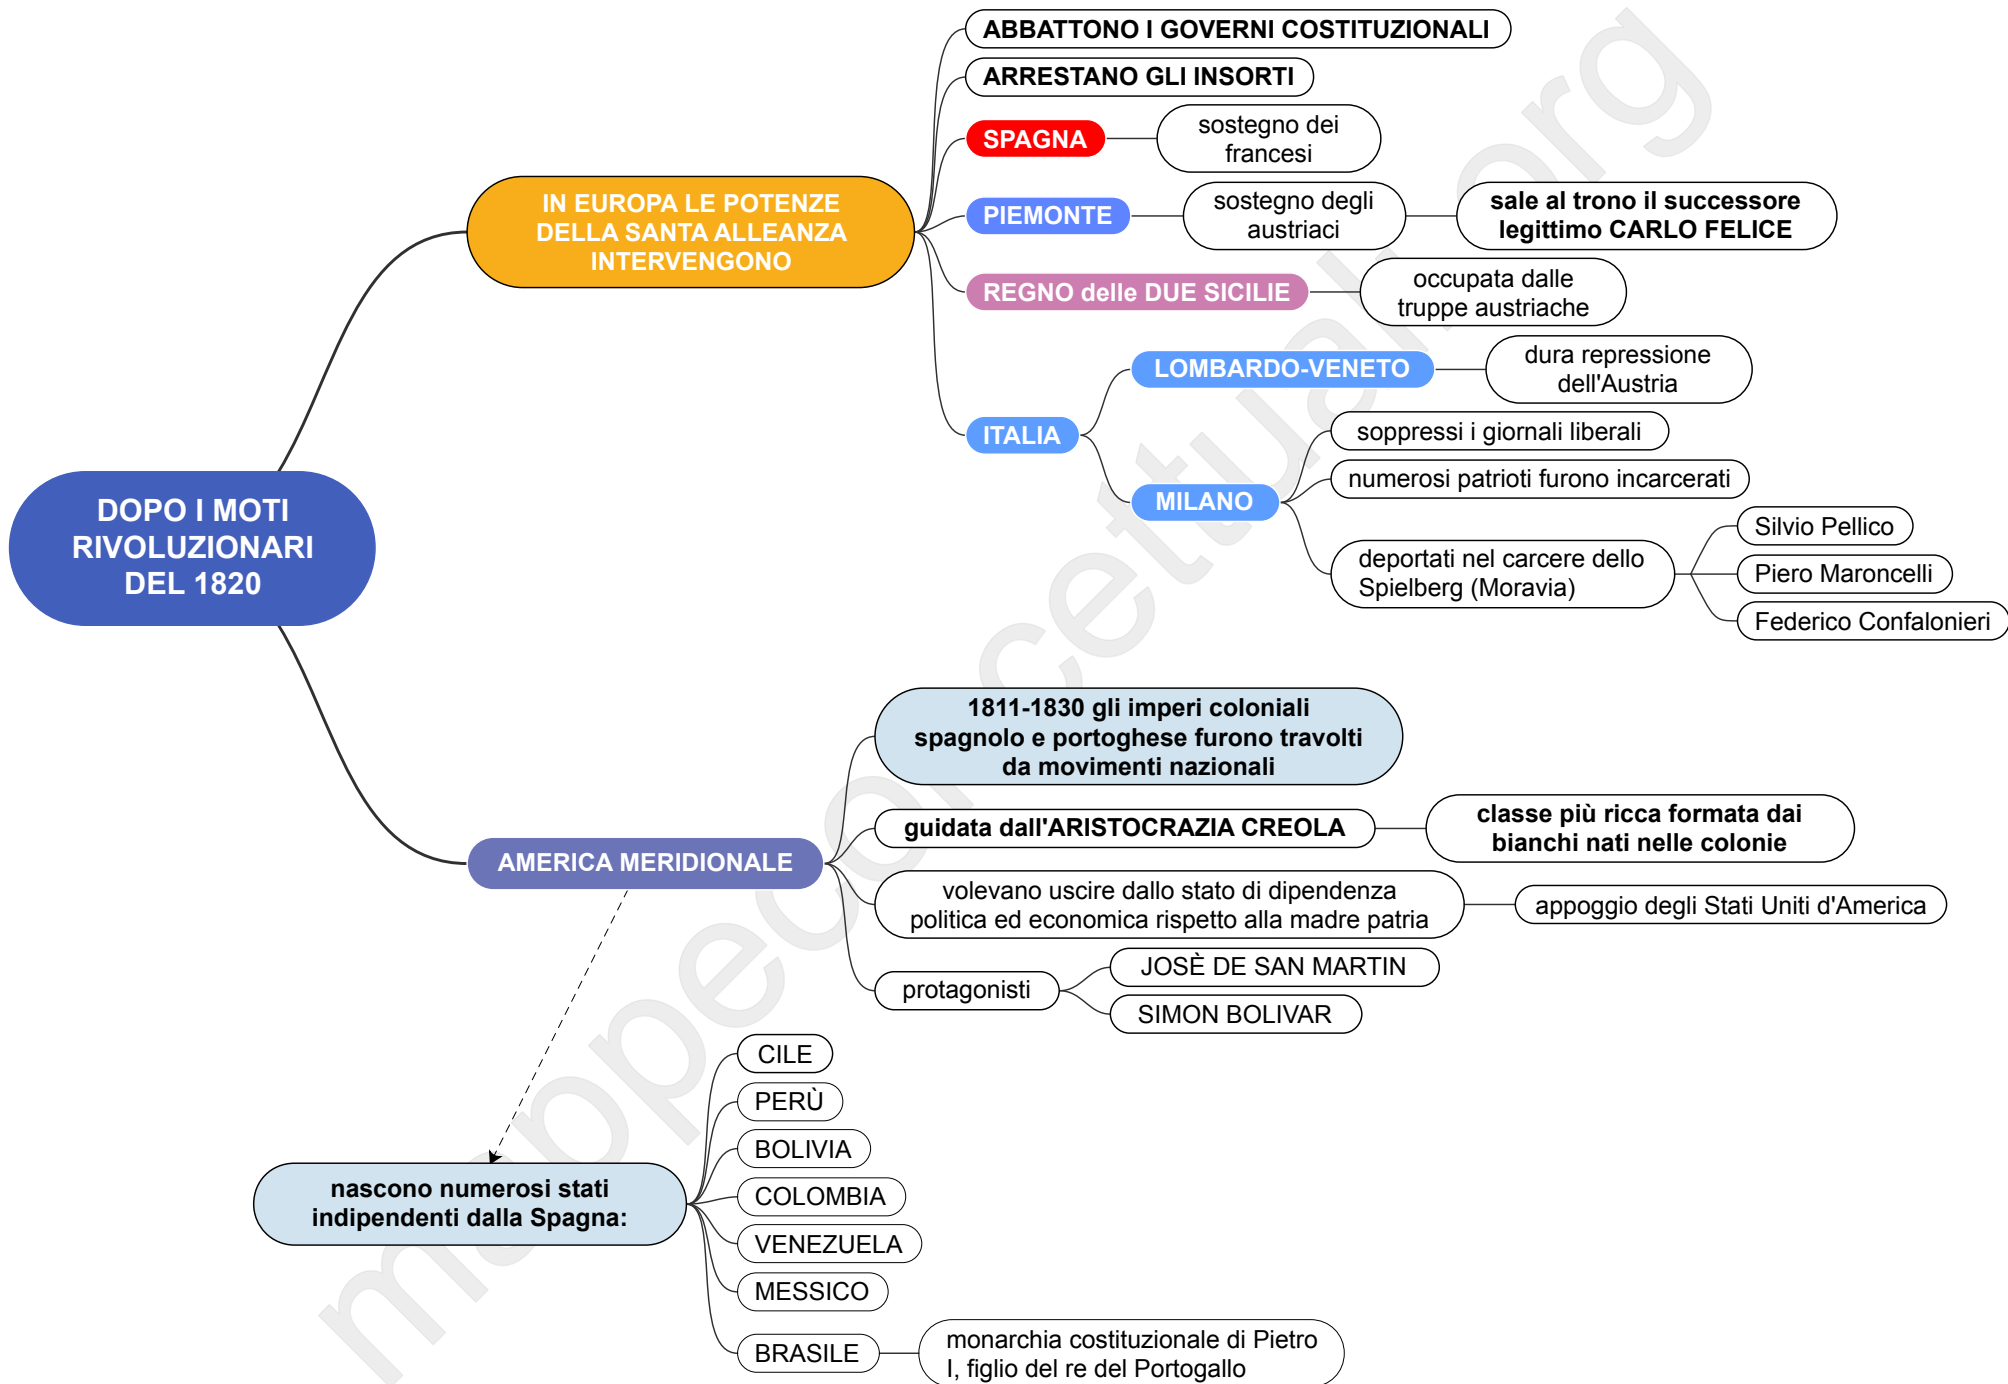 DOPO I MOTI
RIVOLUZIONARI
DEL 1820
IN EUROPA LE POTENZE
DELLA SANTA ALLEANZA
INTERVENGONO
ABBATTONO I GOVERNI COSTITUZIONALI
ARRESTANO GLI INSORTI
SPAGNA
sostegno dei
francesi
PIEMONTE
sostegno degli
austriaci
sale al trono il successore
legittimo CARLO FELICE
REGNO delle DUE SICILIE
occupata dalle
truppe austriache
ITALIA
LOMBARDO-VENETO
dura repressione
dell'Austria
MILANO
soppressi i giornali liberali
numerosi patrioti furono incarcerati
deportati nel carcere dello
Spielberg (Moravia)
Silvio Pellico
Piero Maroncelli
Federico Confalonieri
AMERICA MERIDIONALE
1811-1830 gli imperi coloniali
spagnolo e portoghese furono travolti
da movimenti nazionali
guidata dall'ARISTOCRAZIA CREOLA
classe più ricca formata dai
bianchi nati nelle colonie
volevano uscire dallo stato di dipendenza
politica ed economica rispetto alla madre patria
appoggio degli Stati Uniti d'America
protagonisti
JOSÈ DE SAN MARTIN
SIMON BOLIVAR
nascono numerosi stati
indipendenti dalla Spagna:
CILE
PERÙ
BOLIVIA
COLOMBIA
VENEZUELA
MESSICO
BRASILE
monarchia costituzionale di Pietro
I, figlio del re del Portogallo
mappeconcettuali.org